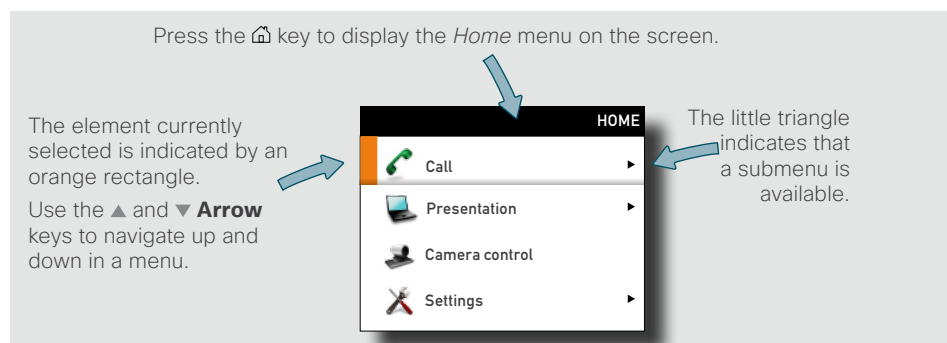 Press the key to display the Home menu on the screen.
The element currently
selected is indicated by an
orange rectangle.
Use the ▲ and ▼ Arrow
keys to navigate up and
down in a menu.
HOME
Call
Presentation
Camera control
Settings
The little triangle
indicates that
a submenu is
available.